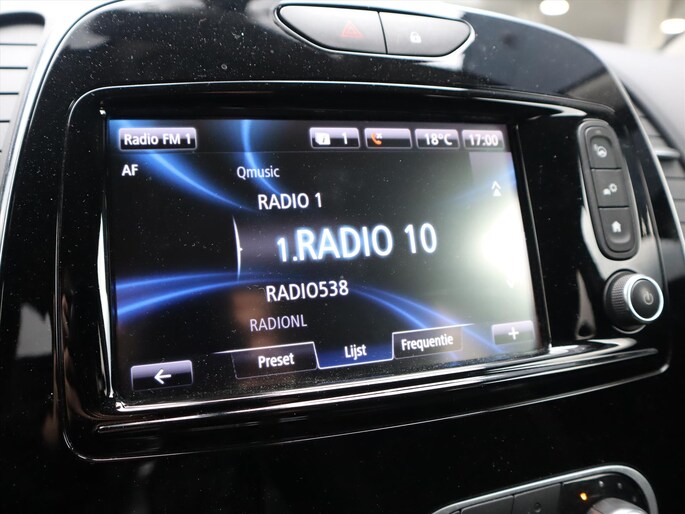 Radio FM 1 1 18°C 17:00
AF
Qmusic
RADIO 1
1.RADIO 10
RADIO538
RADIONL
Preset Lijst Frequentie +